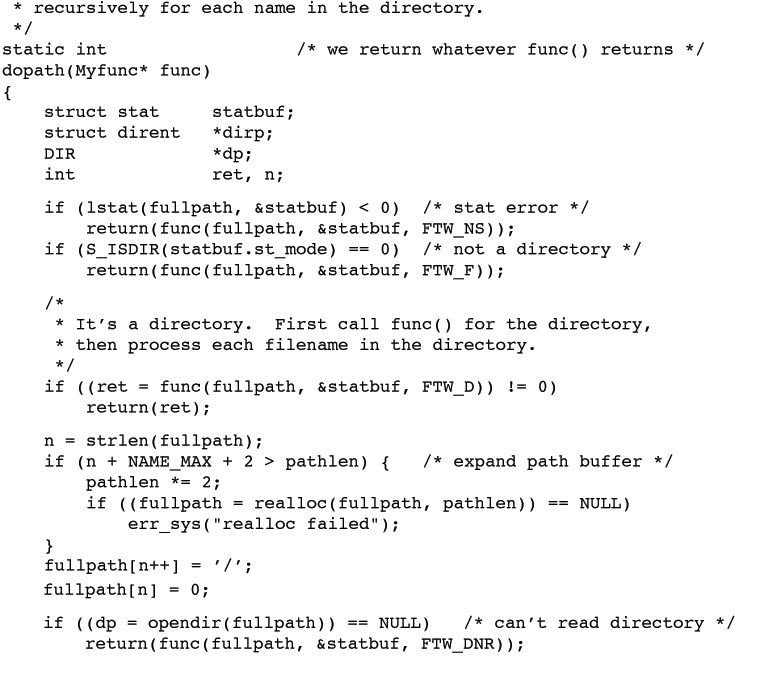 * recursively for each name in the directory.
 */
static int                  /* we return whatever func() returns */
dopath(Myfunc* func)
{
    struct stat     statbuf;
    struct dirent   *dirp;
    DIR             *dp;
    int             ret, n;
    if (lstat(fullpath, &statbuf) < 0)  /* stat error */
        return(func(fullpath, &statbuf, FTW_NS));
    if (S_ISDIR(statbuf.st_mode) == 0)  /* not a directory */
        return(func(fullpath, &statbuf, FTW_F));
    /*
     * It’s a directory.  First call func() for the directory,
     * then process each filename in the directory.
     */
    if ((ret = func(fullpath, &statbuf, FTW_D)) != 0)
        return(ret);
    n = strlen(fullpath);
    if (n + NAME_MAX + 2 > pathlen) {   /* expand path buffer */
        pathlen *= 2;
        if ((fullpath = realloc(fullpath, pathlen)) == NULL)
            err_sys("realloc failed");
    }
    fullpath[n++] = ’/’;
    fullpath[n] = 0;
    if ((dp = opendir(fullpath)) == NULL)   /* can’t read directory */
        return(func(fullpath, &statbuf, FTW_DNR));